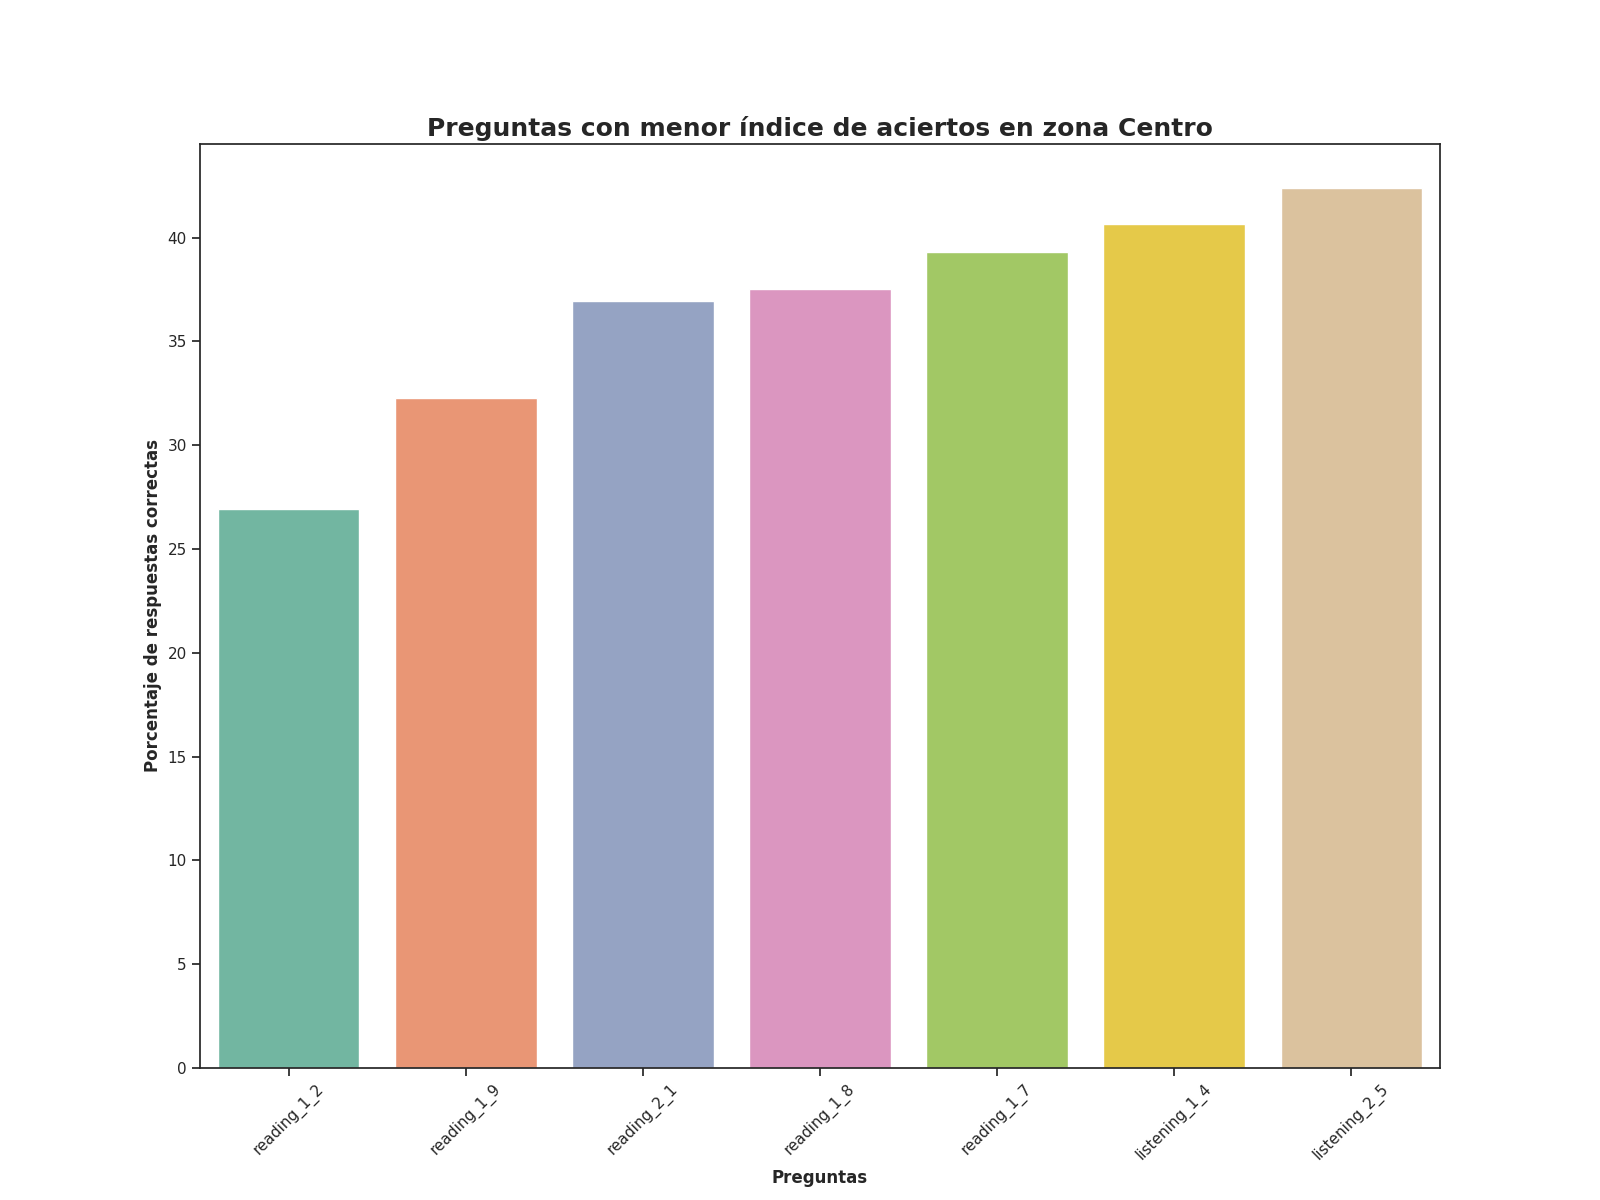 Preguntas con menor índice de aciertos en zona Centro
Porcentaje de respuestas correctas
40
35
30
25
20
15
10
5
0
reading_1_2
reading_1_9
reading_2_1
reading_1_8
reading_1_7
listening_1_4
listening_2_5
Preguntas